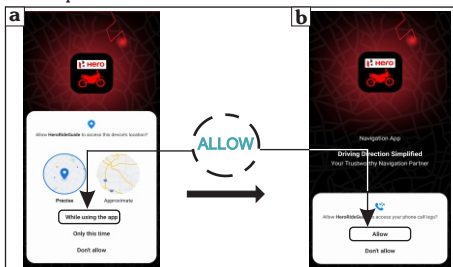 a
Hero
Allow HeroRideGuide to access this device's location?
Precise
Approximate
While using the app
Only this time
Don't allow
ALLOW
b
Hero
Navigation App
Driving Direction Simplified
Your Trustworthy Navigation Partner
Allow HeroRideGuide to access your phone call logs?
Allow
Don't allow